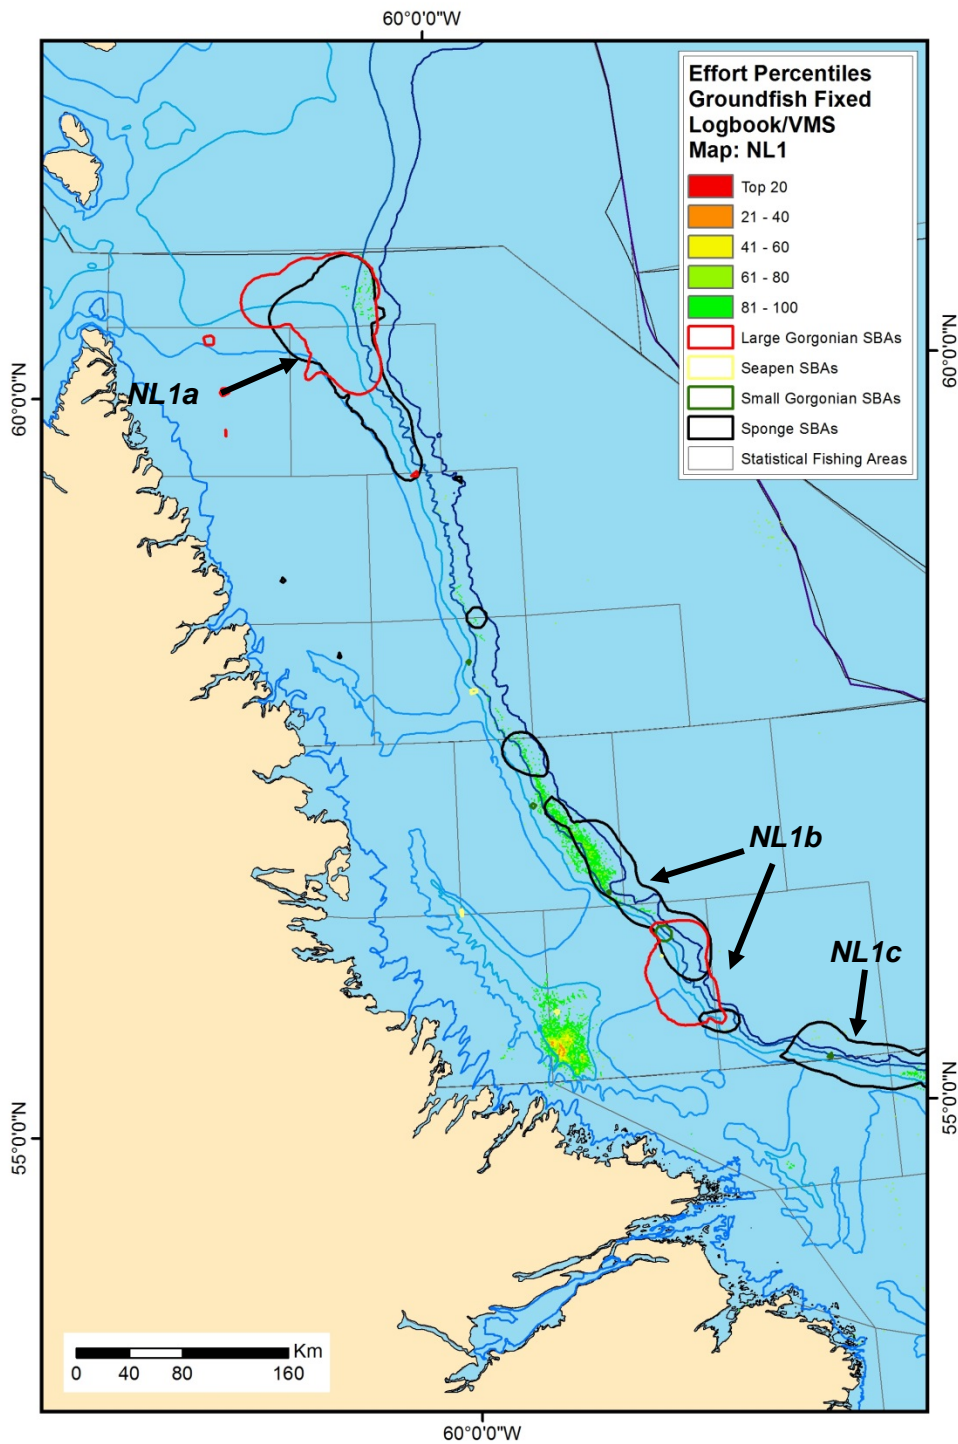 60°0'0"W
Effort Percentiles
Groundfish Fixed
Logbook/VMS
Map: NL1
Top 20
21 - 40
41 - 60
61 - 80
81 - 100
Large Gorgonian SBAs
Seapen SBAs
Small Gorgonian SBAs
Sponge SBAs
Statistical Fishing Areas
60°0'0"N
60°0'0"N
NL1a
NL1b
NL1c
55°0'0"N
55°0'0"N
Km
0 40 80 160
60°0'0"W